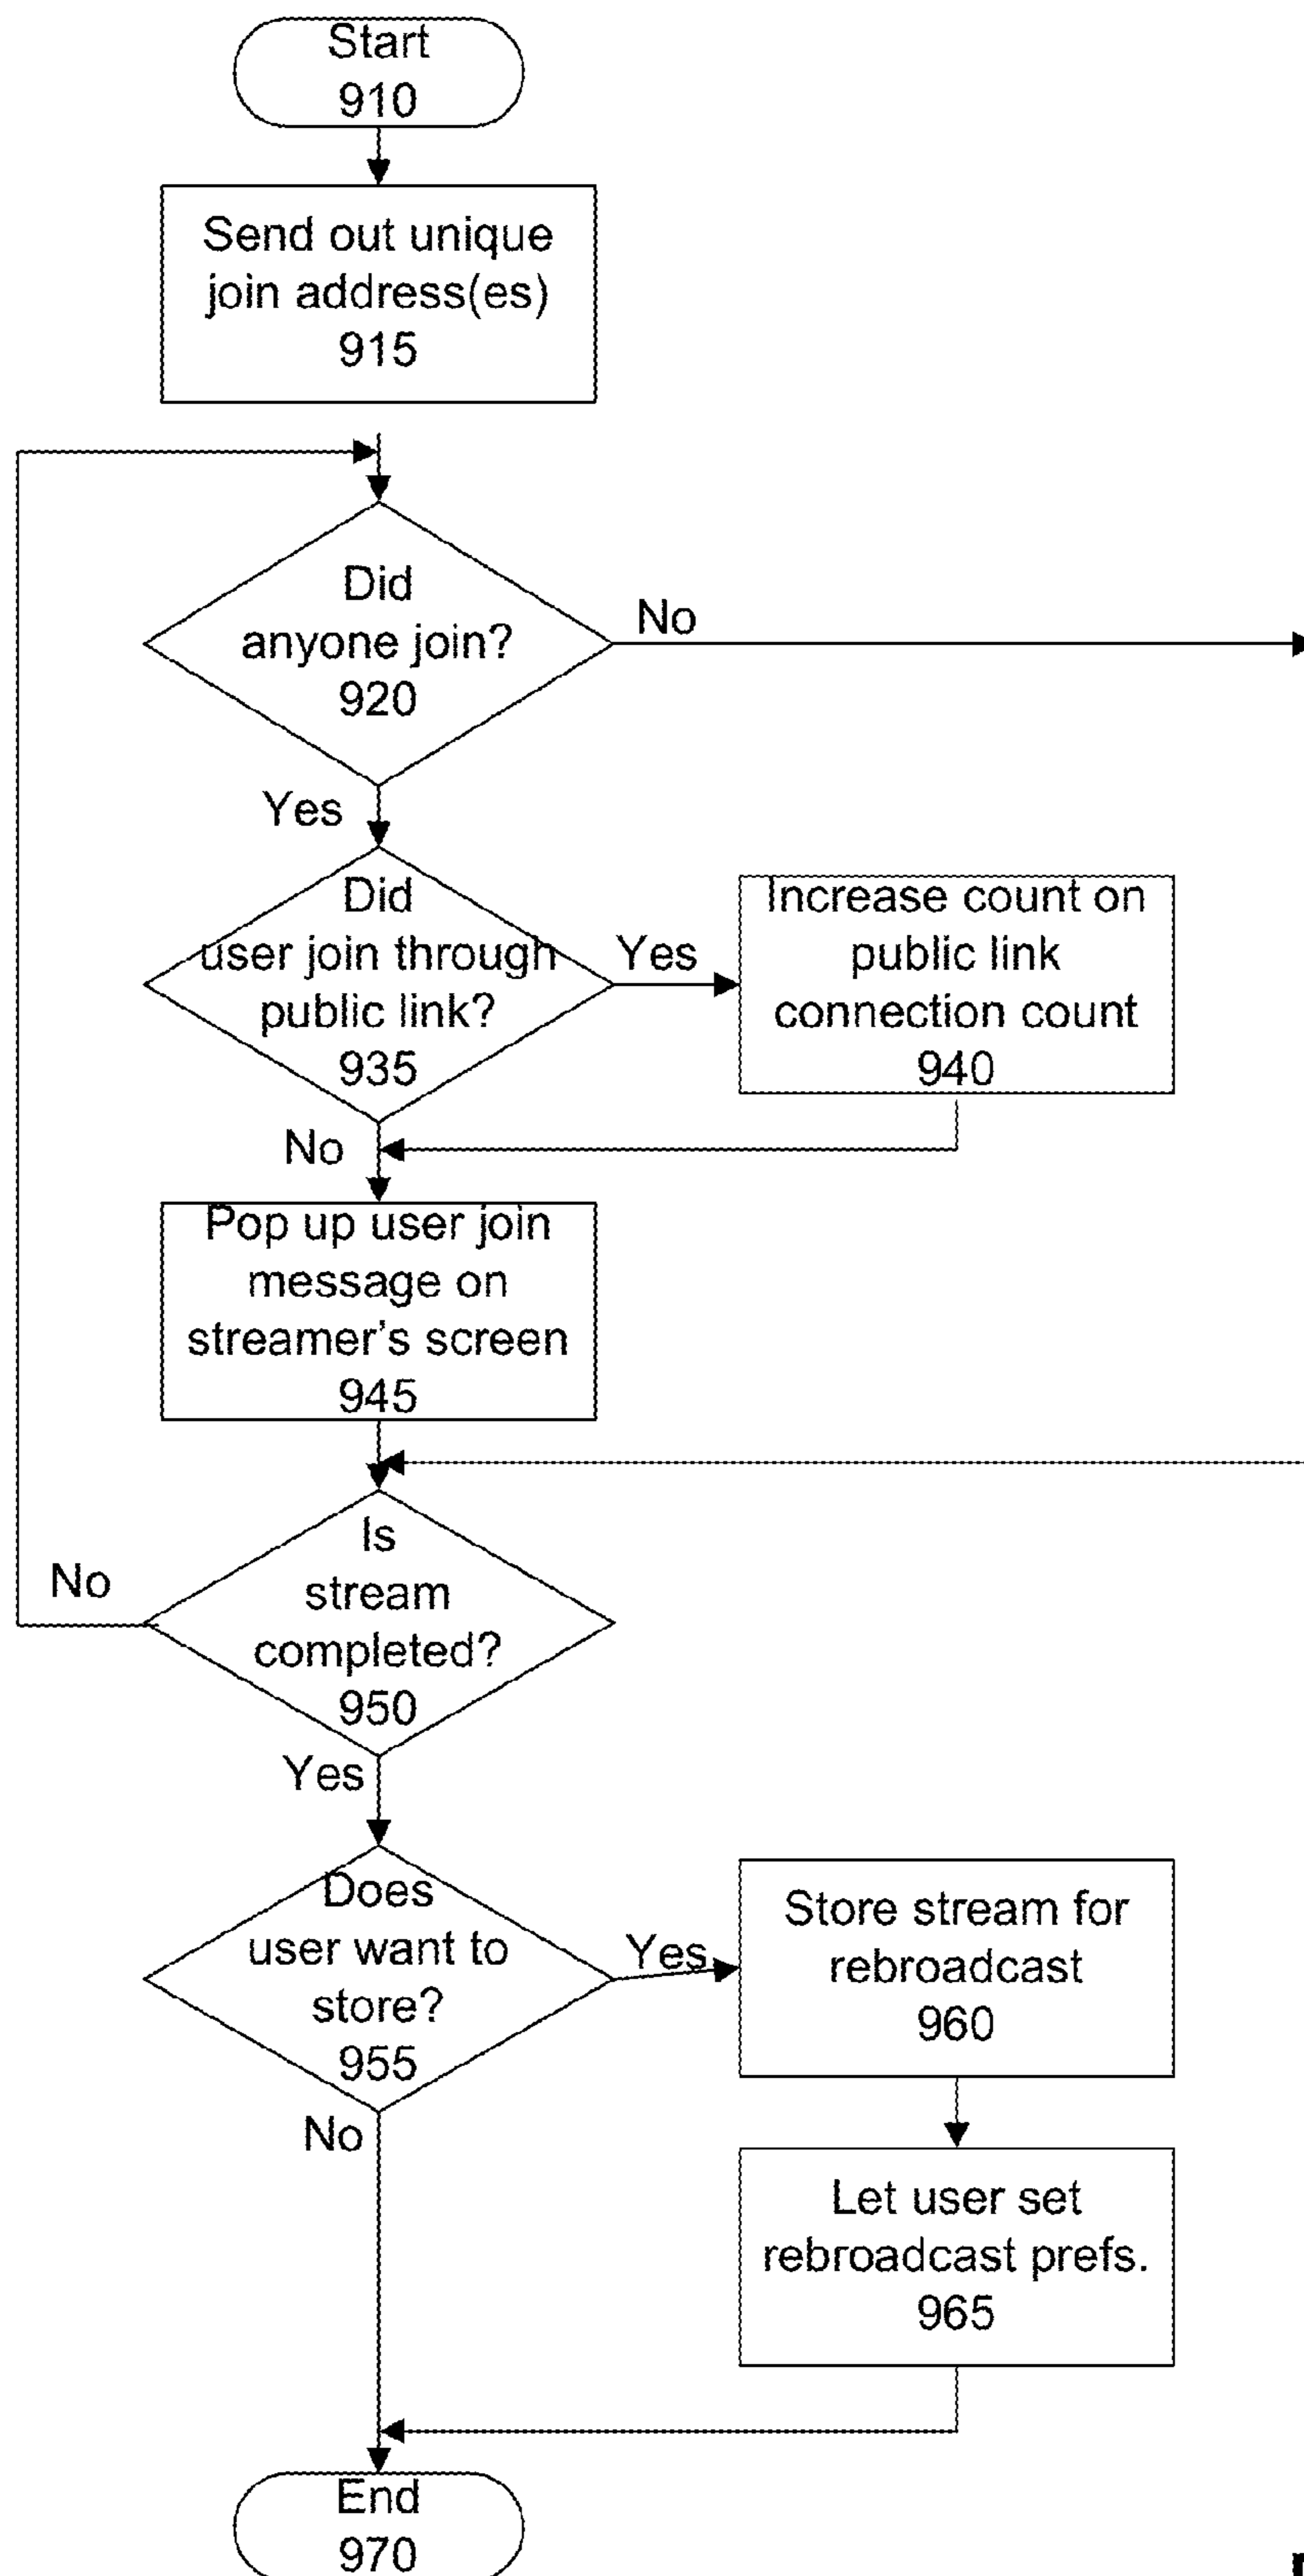 Start
910
Send out unique
join address(es)
915
Did
anyone join?
920
No
Yes
Did
user join through
public link?
935
Yes
Increase count on
public link
connection count
940
No
Pop up user join
message on
streamer's screen
945
Is
stream
completed?
950
No
Yes
Does
user want to
store?
955
Yes
Store stream for
rebroadcast
960
No
Let user set
rebroadcast prefs.
965
End
970